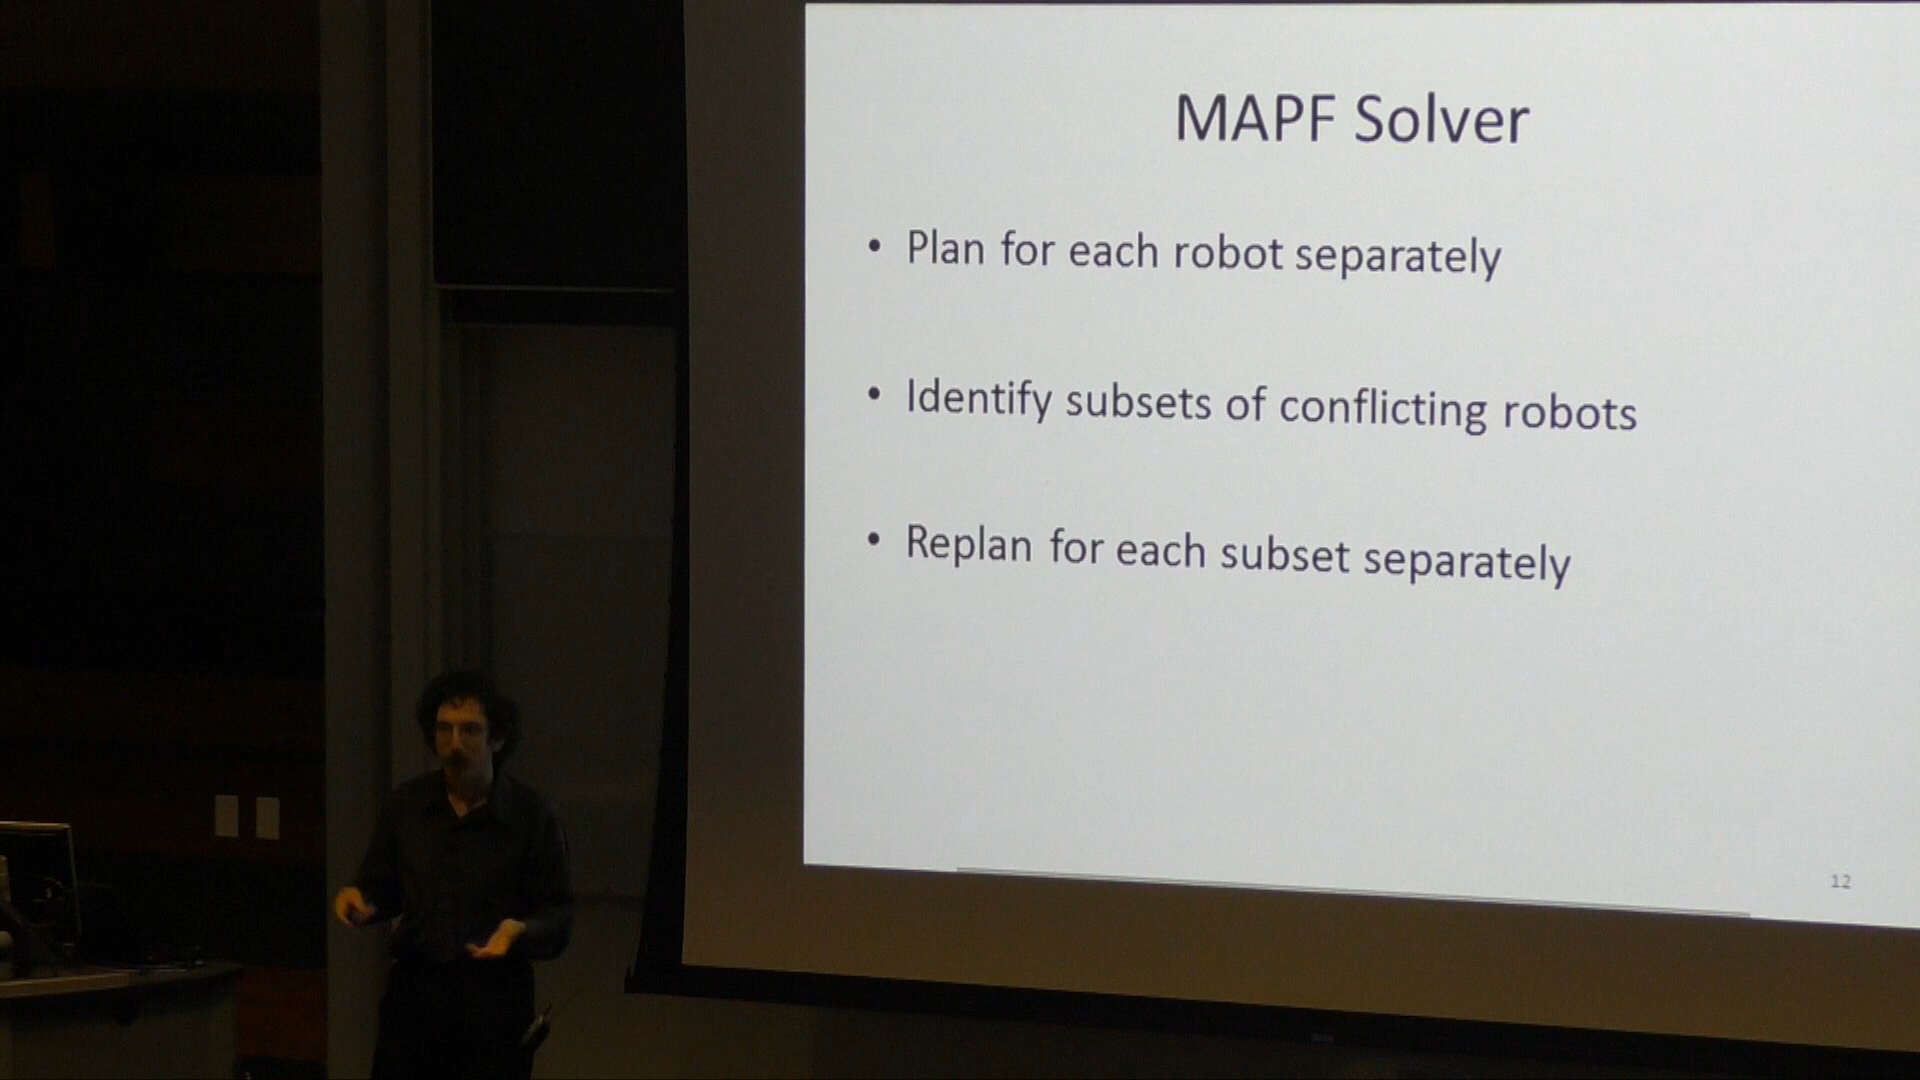 MAPF Solver
• Plan for each robot separately
• Identify subsets of conflicting robots
• Replan for each subset separately
12